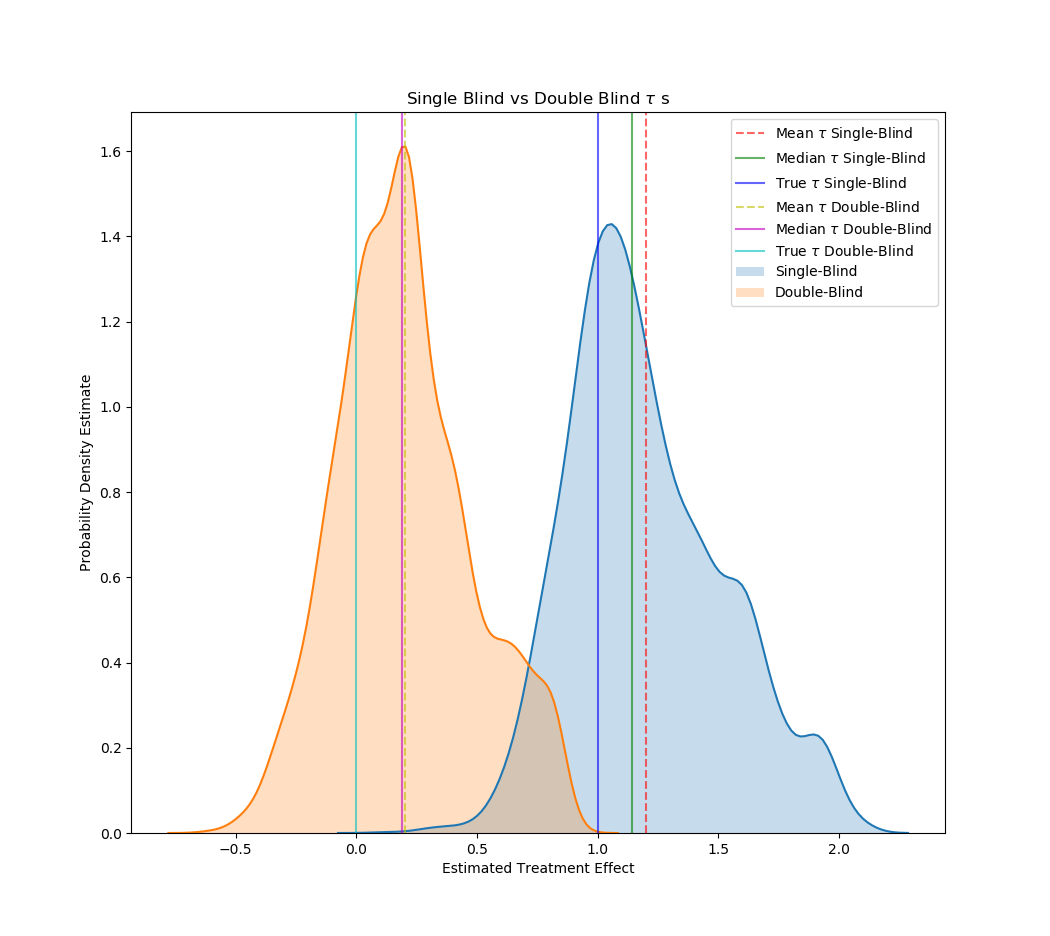 Single Blind vs Double Blind τ s
Mean τ Single-Blind
Median τ Single-Blind
True τ Single-Blind
Mean τ Double-Blind
Median τ Double-Blind
True τ Double-Blind
Single-Blind
Double-Blind
Probability Density Estimate
1.6
1.4
1.2
1.0
0.8
0.6
0.4
0.2
0.0
−0.5 0.0 0.5 1.0 1.5 2.0
Estimated Treatment Effect